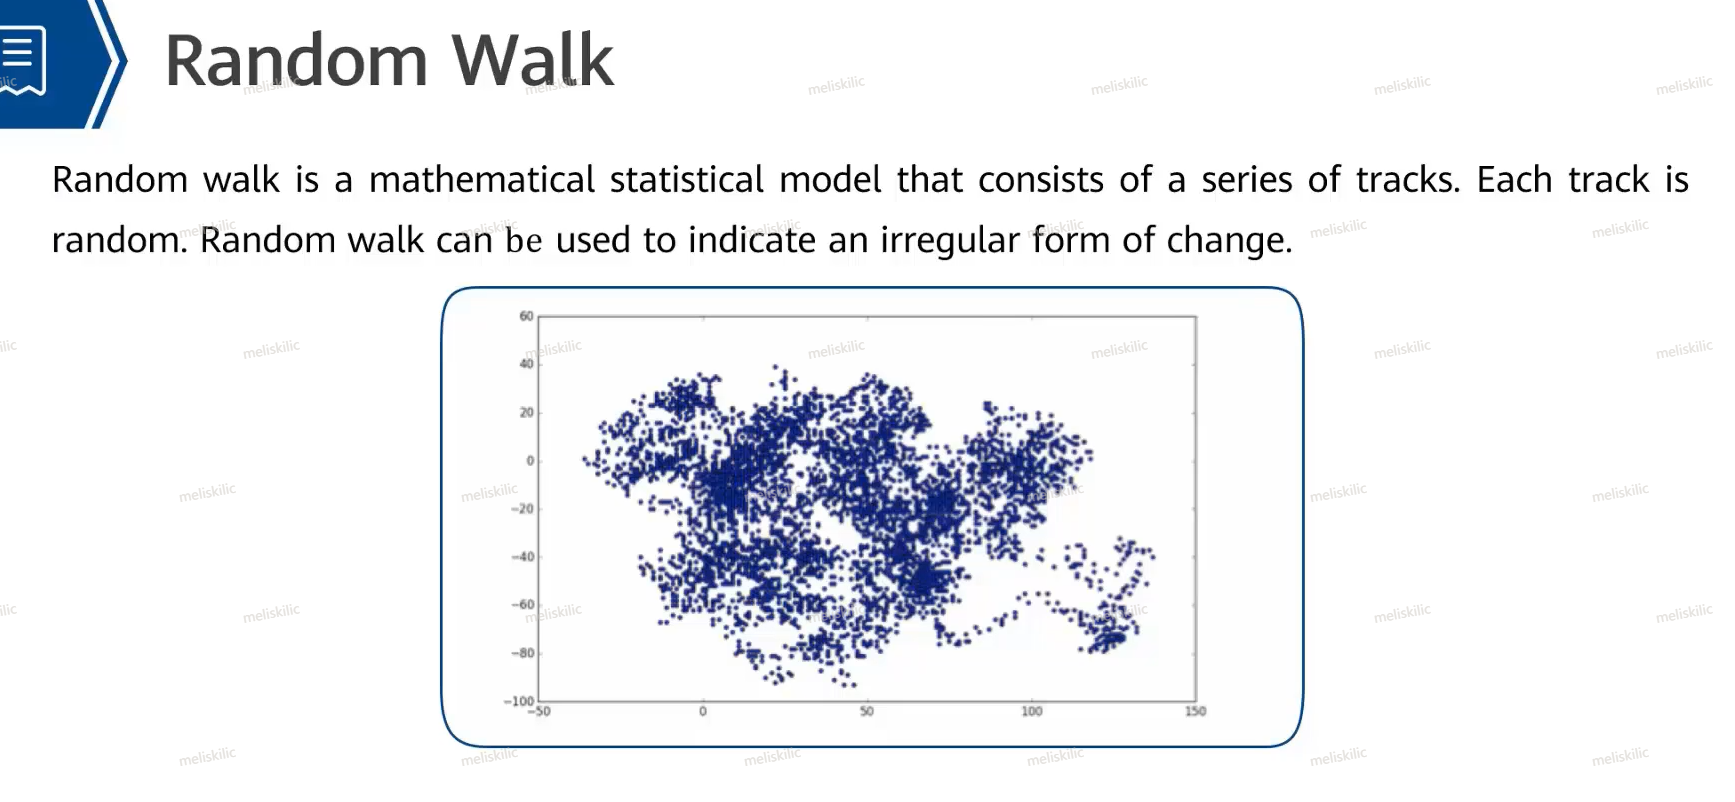 Random Walk
Random walk is a mathematical statistical model that consists of a series of tracks. Each track is
random. Random walk can be used to indicate an irregular form of change.
60
40
20
0
−20
−40
−60
−80
−100
−50 0 50 100 150
meliskilic